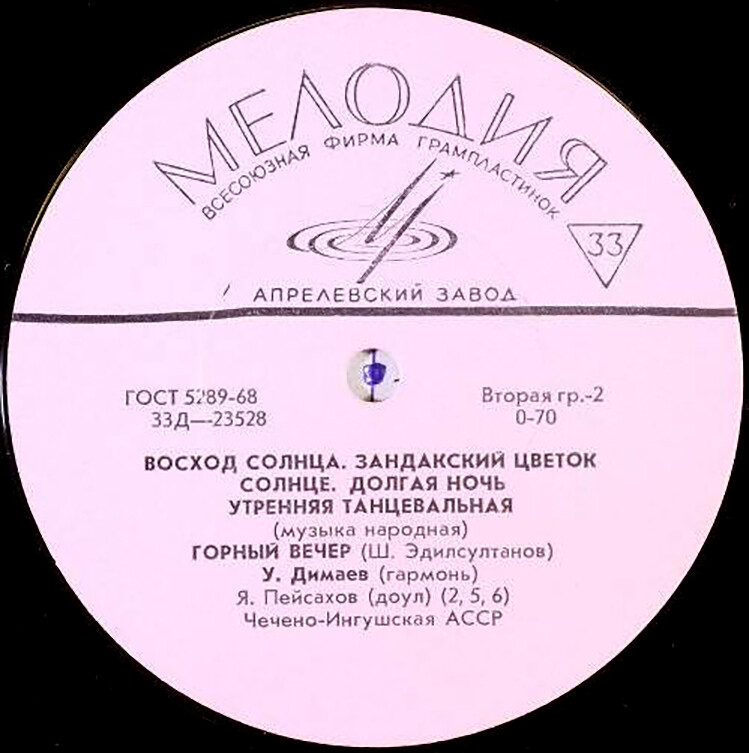 МЕЛОДИЯ
ВСЕСОЮЗНАЯ ФИРМА ГРАМПЛАСТИНОК
33
АПРЕЛЕВСКИЙ ЗАВОД
ГОСТ 5289-68 Вторая гр.-2
33Д—23528 0-70
ВОСХОД СОЛНЦА. ЗАНДАКСКИЙ ЦВЕТОК
СОЛНЦЕ. ДОЛГАЯ НОЧЬ
УТРЕННЯЯ ТАНЦЕВАЛЬНАЯ
(музыка народная)
ГОРНЫЙ ВЕЧЕР (Ш. Эдилсултанов)
У. Димаев (гармонь)
Я. Пейсахов (доул) (2, 5, 6)
Чечено-Ингушская АССР